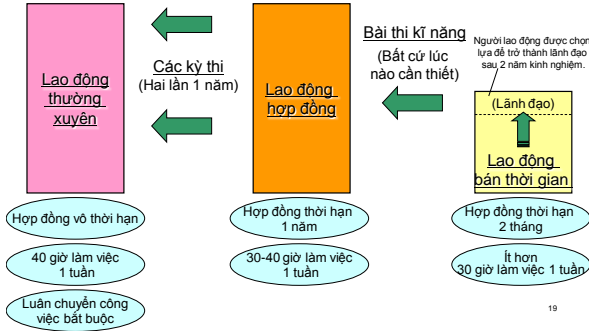 Lao động
thường
xuyên
Các kỳ thi
(Hai lần 1 năm)
Lao động
hợp đồng
Bài thi kĩ năng
(Bất cứ lúc
nào cần thiết)
Người lao động được chọn
lựa để trở thành lãnh đạo
sau 2 năm kinh nghiệm.
(Lãnh đạo)
Lao động
bán thời gian
Hợp đồng vô thời hạn
40 giờ làm việc
1 tuần
Luân chuyển công
việc bắt buộc
Hợp đồng thời hạn
1 năm
30-40 giờ làm việc
1 tuần
Hợp đồng thời hạn
2 tháng
Ít hơn
30 giờ làm việc 1 tuần
19